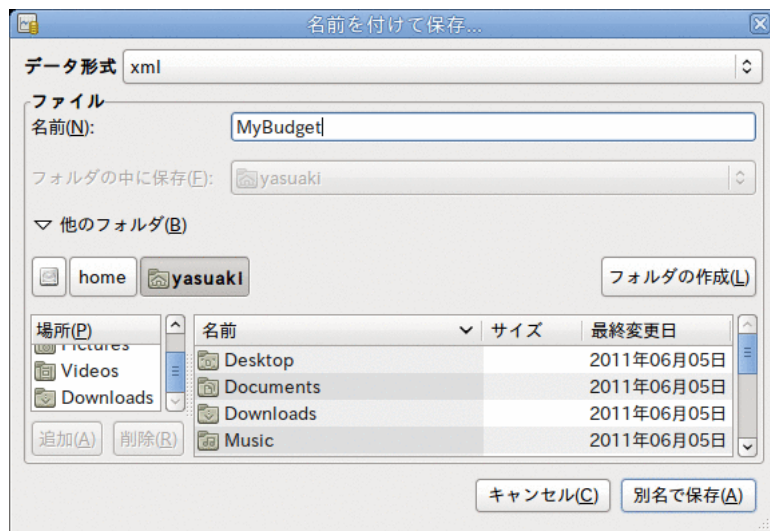 名前を付けて保存...
データ形式 xml
ファイル
名前(N): MyBudget
フォルダの中に保存(F): yasuaki
他のフォルダ(B)
home yasuaki フォルダの作成(L)
場所(P) 名前 サイズ 最終変更日
Pictures
Desktop 2011年06月05日
Videos
Documents 2011年06月05日
Downloads
Downloads 2011年06月05日
追加(A) 削除(R) Music 2011年06月05日
キャンセル(C) 別名で保存(A)